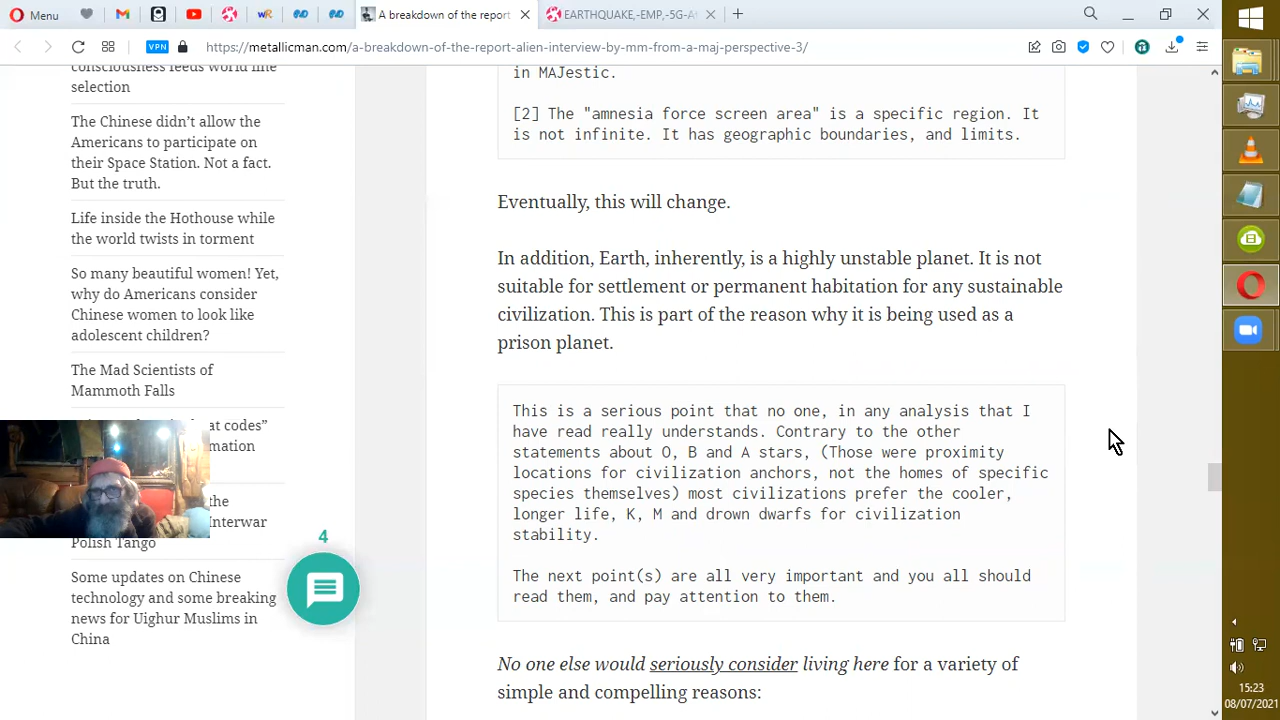 Menu
A breakdown of the report
EARTHQUAKE,-EMP,-5G-A
VPN
https://metallicman.com/a-breakdown-of-the-report-alien-interview-by-mm-from-a-maj-perspective-3/
consciousness feeds world line
selection
The Chinese didn’t allow the
Americans to participate on
their Space Station. Not a fact.
But the truth.
Life inside the Hothouse while
the world twists in torment
So many beautiful women! Yet,
why do Americans consider
Chinese women to look like
adolescent children?
The Mad Scientists of
Mammoth Falls
at codes”
mation
the
Interwar
Polish Tango
Some updates on Chinese
technology and some breaking
news for Uighur Muslims in
China
4
in MAJestic.
[2] The "amnesia force screen area" is a specific region. It
is not infinite. It has geographic boundaries, and limits.
Eventually, this will change.
In addition, Earth, inherently, is a highly unstable planet. It is not
suitable for settlement or permanent habitation for any sustainable
civilization. This is part of the reason why it is being used as a
prison planet.
This is a serious point that no one, in any analysis that I
have read really understands. Contrary to the other
statements about O, B and A stars, (Those were proximity
locations for civilization anchors, not the homes of specific
species themselves) most civilizations prefer the cooler,
longer life, K, M and drown dwarfs for civilization
stability.
The next point(s) are all very important and you all should
read them, and pay attention to them.
No one else would seriously consider living here for a variety of
simple and compelling reasons:
15:23
08/07/2021